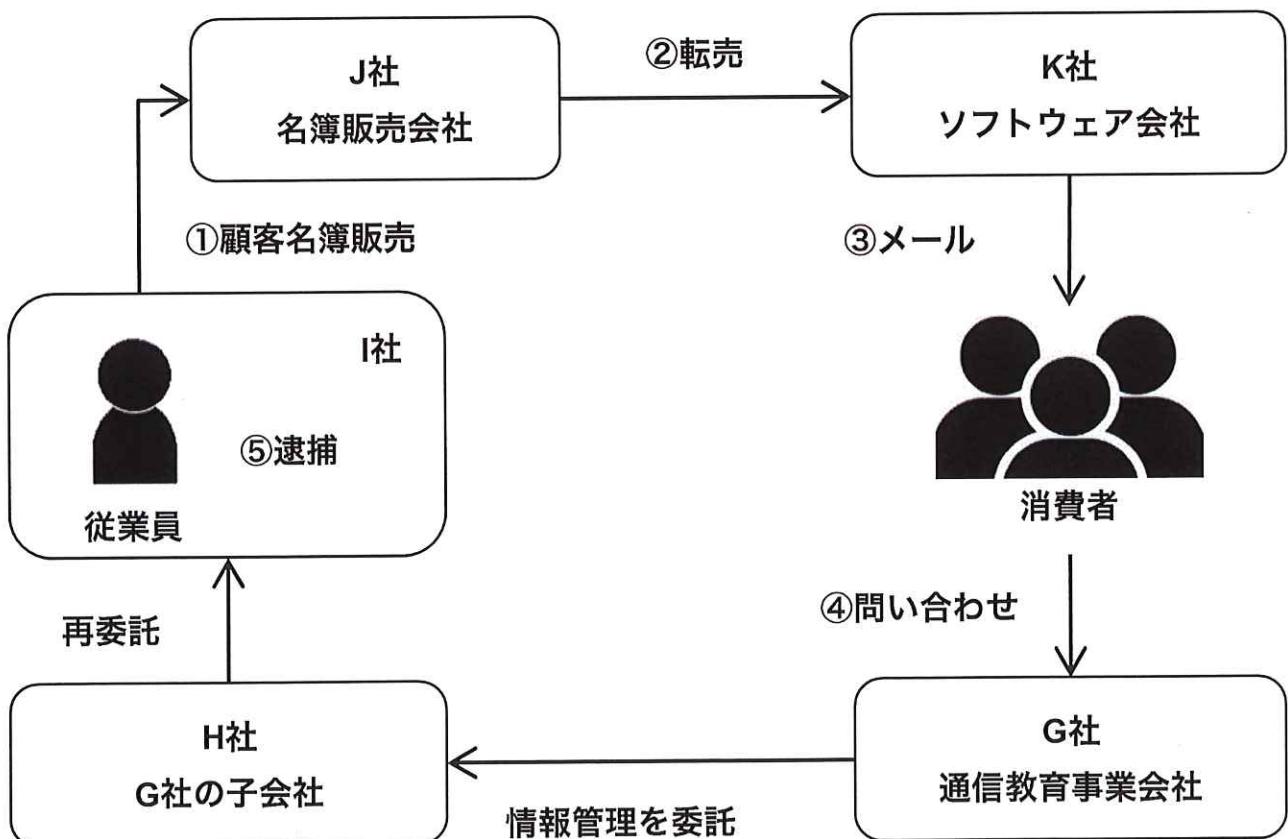 J社
名簿販売会社
②転売
K社
ソフトウェア会社
①顧客名簿販売
③メール
I社
⑤逮捕
従業員
消費者
再委託
④問い合わせ
H社
G社の子会社
情報管理を委託
G社
通信教育事業会社